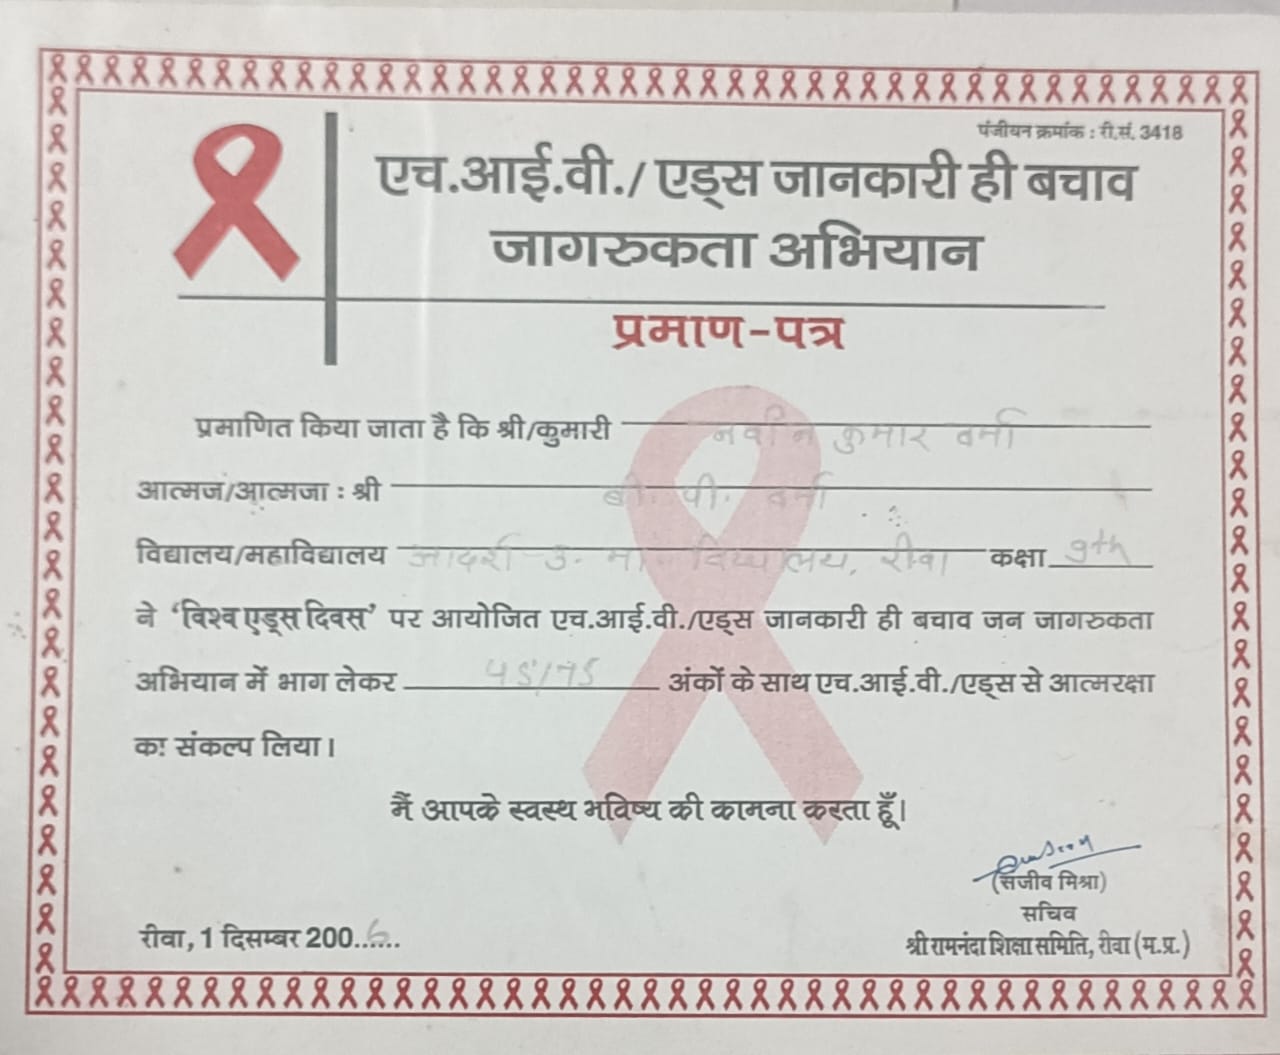 पंजीयन क्रमांक : री.सं. 3418
एच.आई.वी./ एड्स जानकारी ही बचाव
जागरुकता अभियान
प्रमाण-पत्र
प्रमाणित किया जाता है कि श्री/कुमारी नवीन कुमार वर्मा
आत्मज/आत्मजा : श्री बी. पी. वर्मा
विद्यालय/महाविद्यालय आदर्श उ. मा. विद्यालय, रीवा कक्षा 9th
ने ‘विश्व एड्स दिवस’ पर आयोजित एच.आई.वी./एड्स जानकारी ही बचाव जन जागरुकता
अभियान में भाग लेकर 45/75 अंकों के साथ एच.आई.वी./एड्स से आत्मरक्षा
का संकल्प लिया।
मैं आपके स्वस्थ भविष्य की कामना करता हूँ।
(संजीव मिश्रा)
सचिव
रीवा, 1 दिसम्बर 200..6...
श्री रामनंदा शिक्षा समिति, रीवा (म.प्र.)